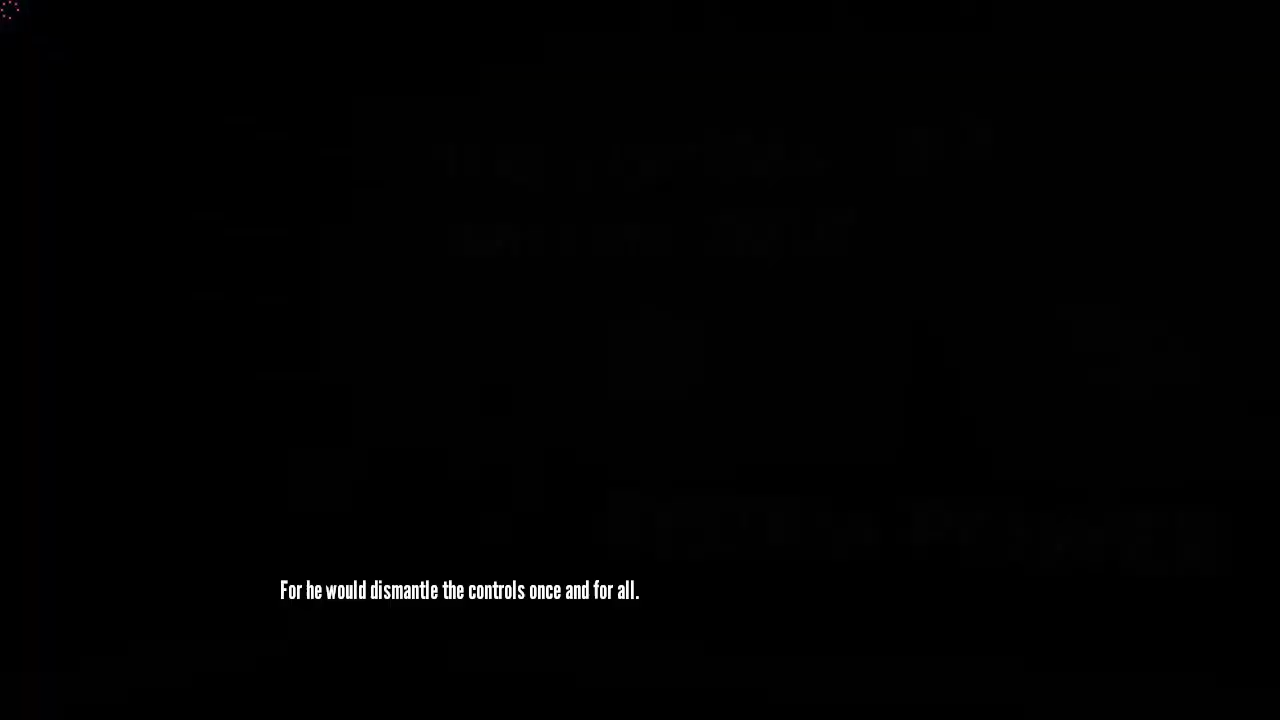 For he would dismantle the controls once and for all.